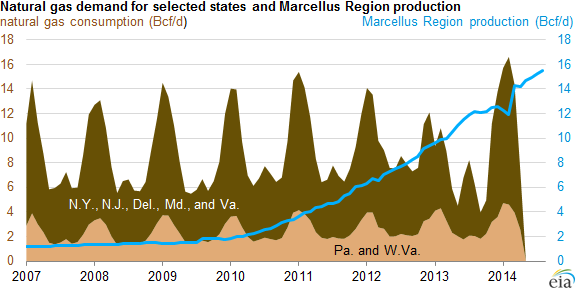 Natural gas demand for selected states and Marcellus Region production
natural gas consumption (Bcf/d) Marcellus Region production (Bcf/d)
18 18
16 16
14 14
12 12
10 10
8 8
6 6
N.Y., N.J., Del., Md., and Va.
4 4
2 Pa. and W.Va. 2
0 0
2007 2008 2009 2010 2011 2012 2013 2014
eia